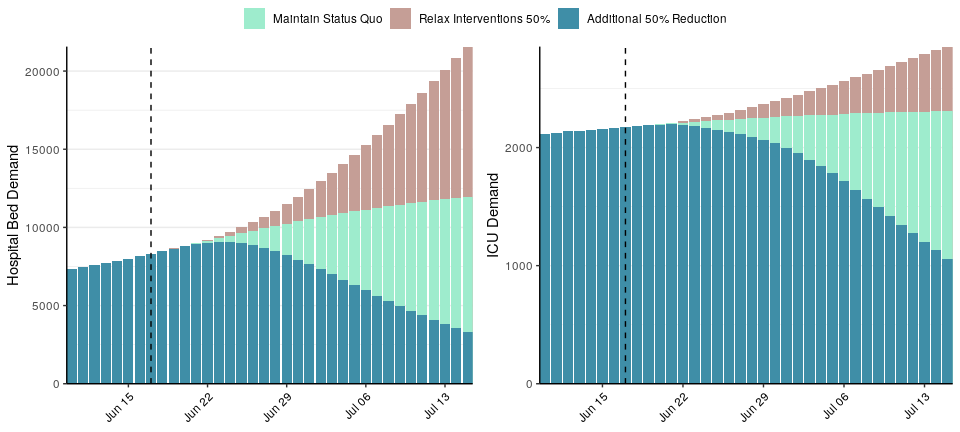 Maintain Status Quo Relax Interventions 50% Additional 50% Reduction
Hospital Bed Demand
20000
15000
10000
5000
0
Jun 15 Jun 22 Jun 29 Jul 06 Jul 13
ICU Demand
2000
1000
0
Jun 15 Jun 22 Jun 29 Jul 06 Jul 13